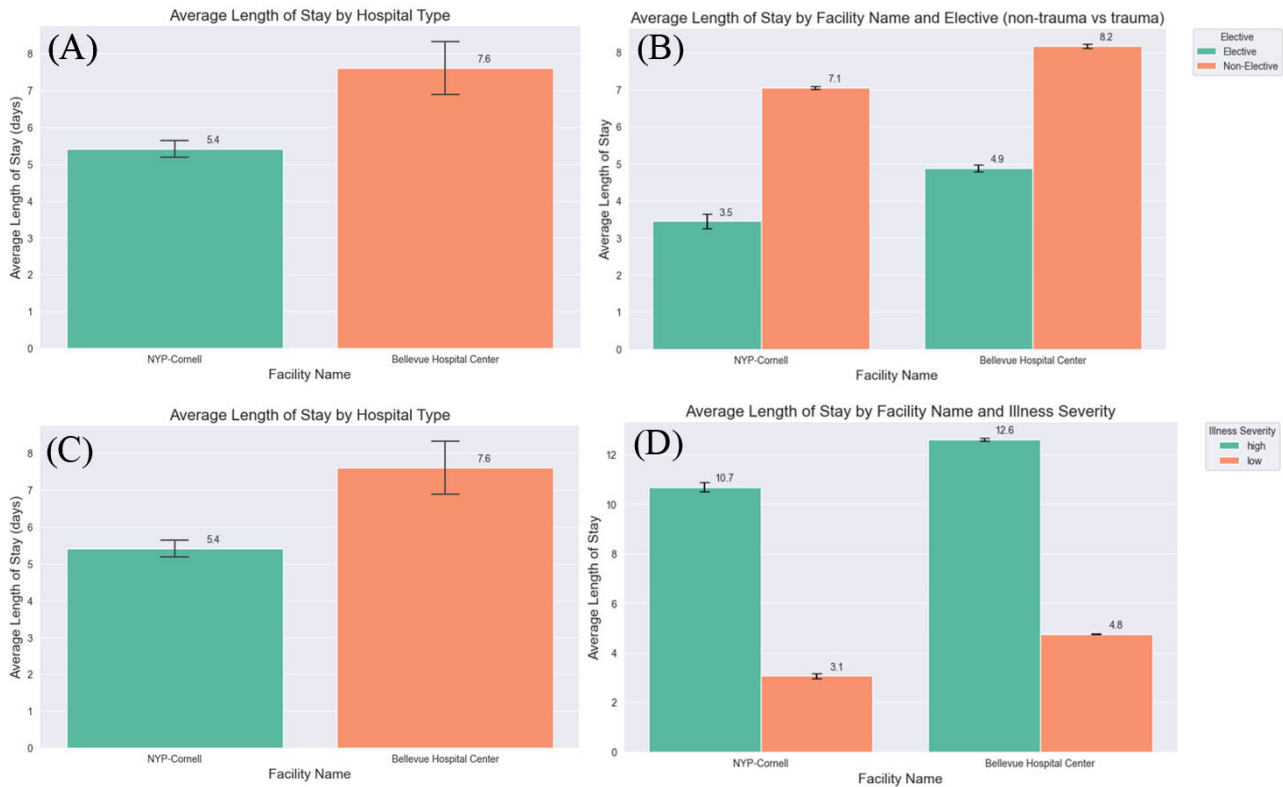 Average Length of Stay by Hospital Type
(A)
Average Length of Stay (days)
8
7
6
5
4
3
2
1
0
5.4
7.6
NYP-Cornell
Bellevue Hospital Center
Facility Name
Average Length of Stay by Facility Name and Elective (non-trauma vs trauma)
(B)
Average Length of Stay
8
7
6
5
4
3
2
1
0
3.5
7.1
4.9
8.2
NYP-Cornell
Bellevue Hospital Center
Facility Name
Elective
Elective
Non-Elective
Average Length of Stay by Hospital Type
(C)
Average Length of Stay (days)
8
7
6
5
4
3
2
1
0
5.4
7.6
NYP-Cornell
Bellevue Hospital Center
Facility Name
Average Length of Stay by Facility Name and Illness Severity
(D)
Average Length of Stay
12
10
8
6
4
2
0
10.7
3.1
12.6
4.8
NYP-Cornell
Bellevue Hospital Center
Facility Name
Illness Severity
high
low